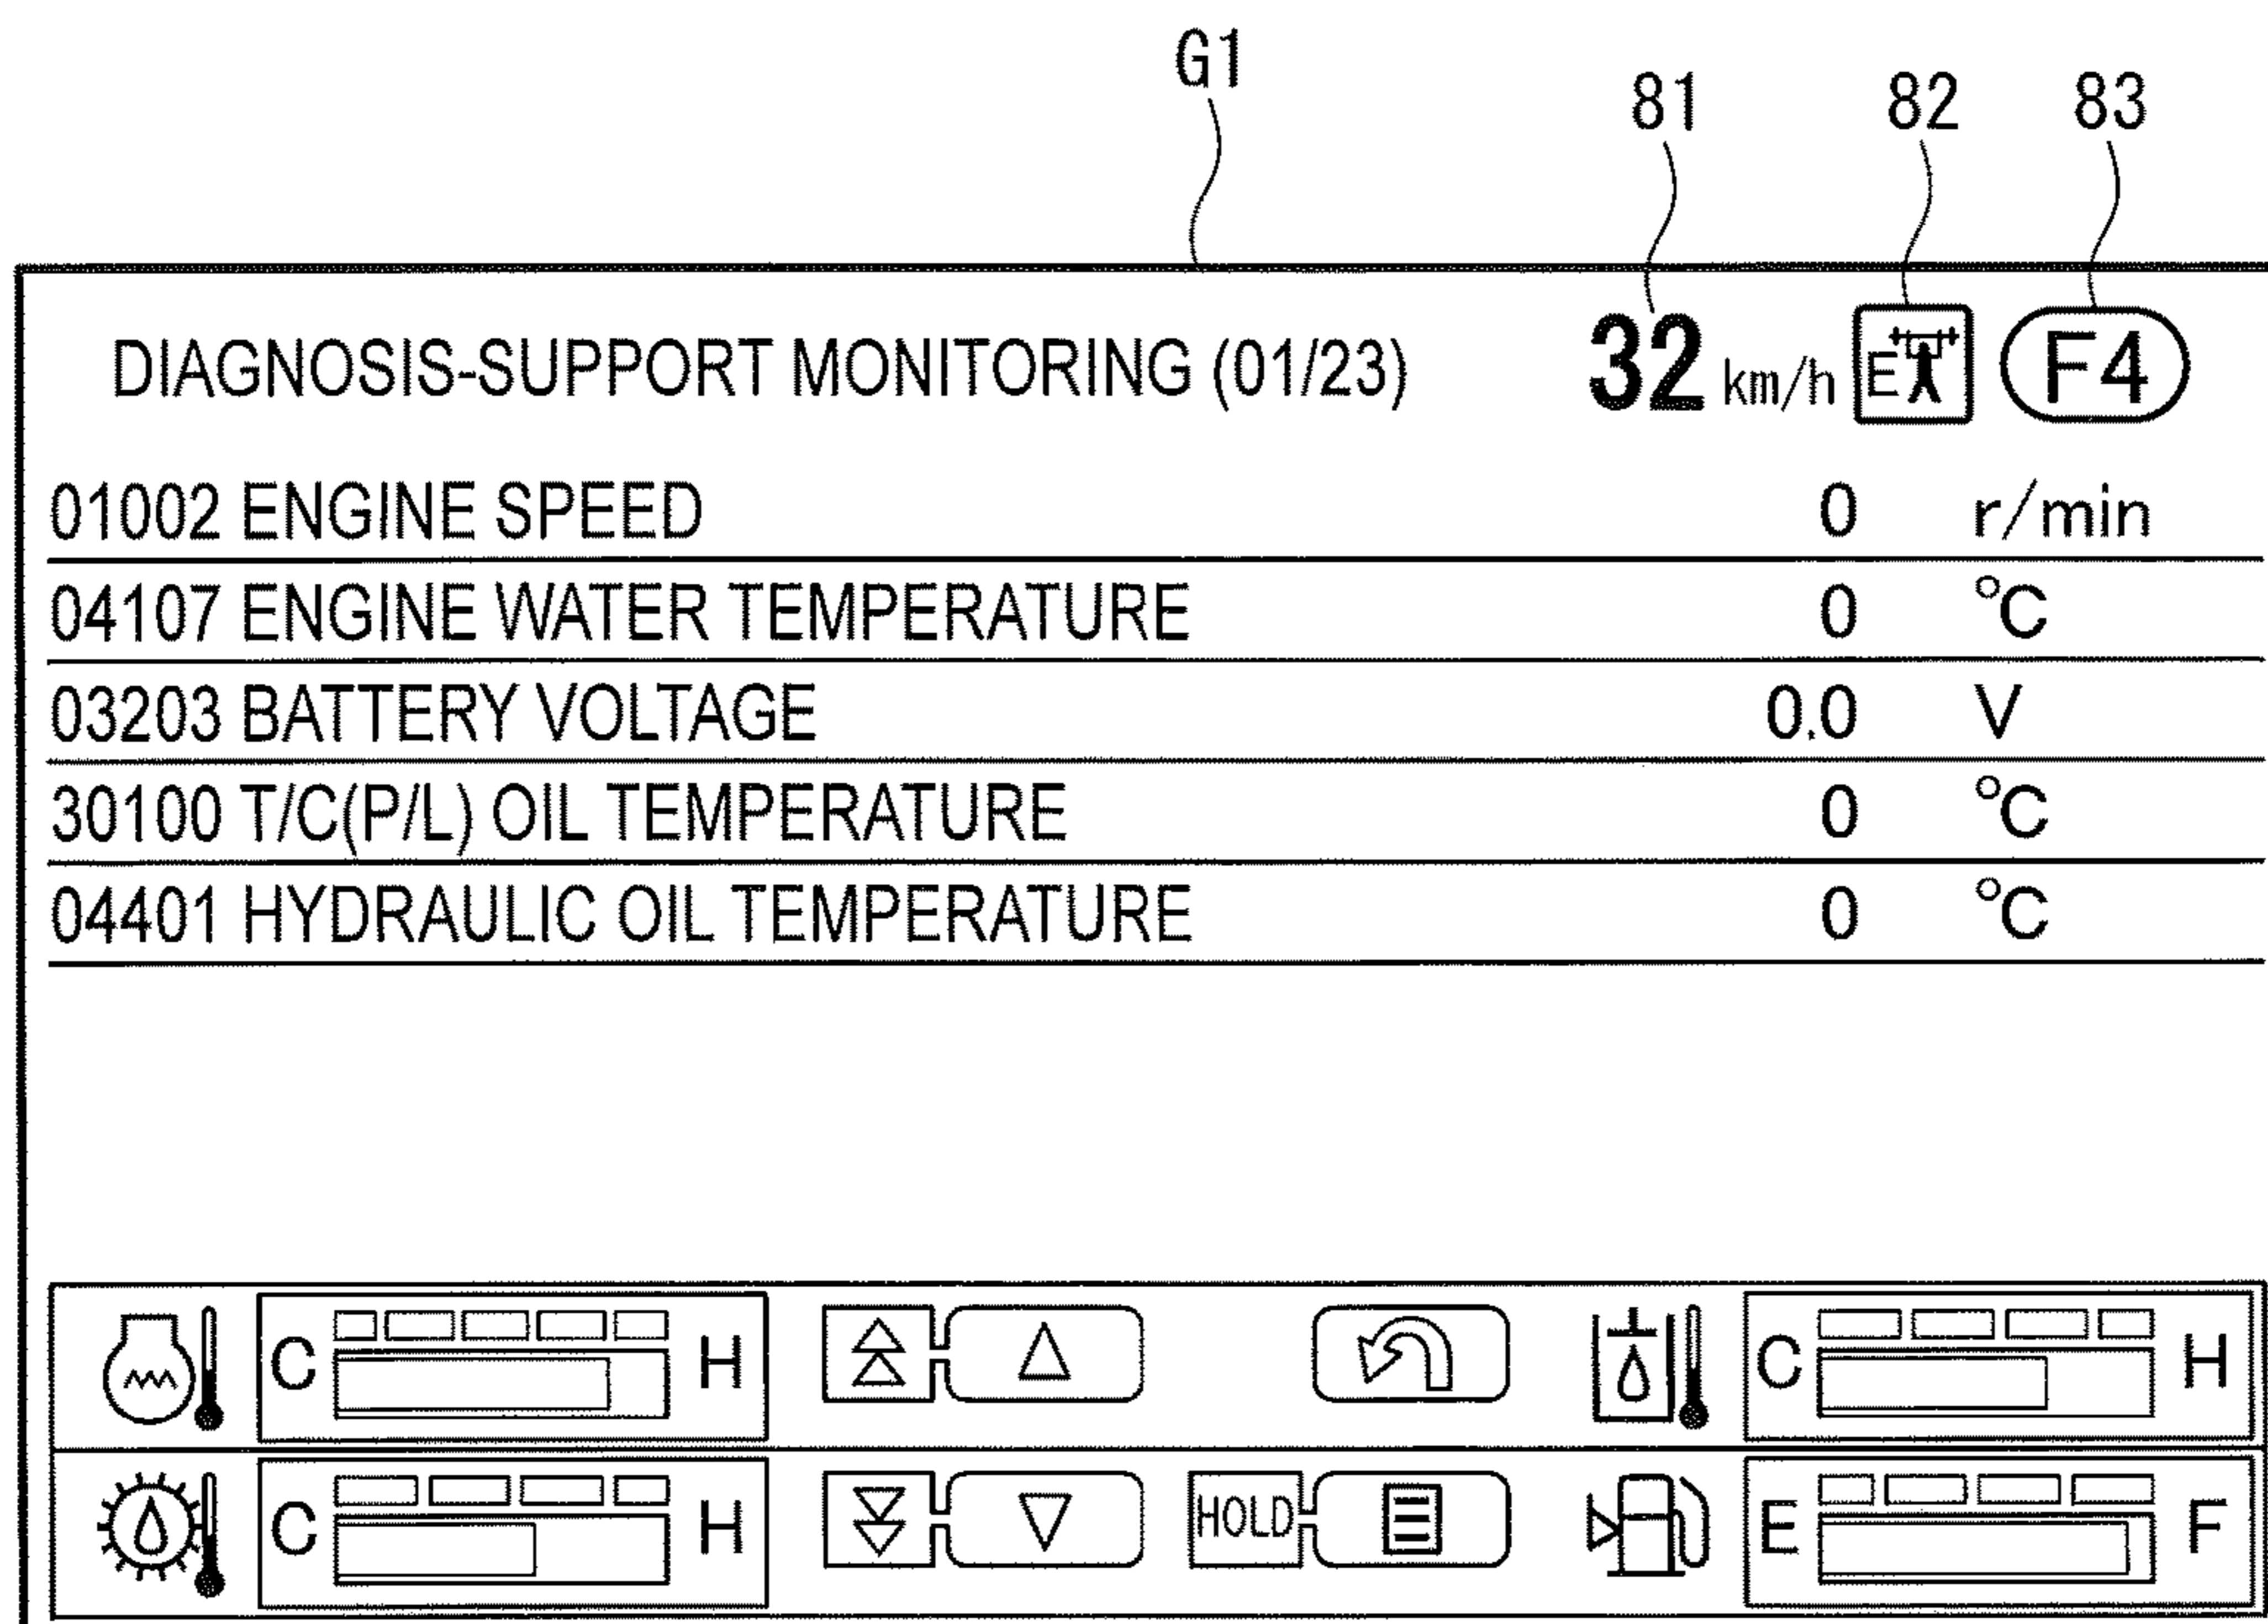 G1
81 82 83
DIAGNOSIS-SUPPORT MONITORING (01/23) 32 km/h E F4
01002 ENGINE SPEED 0 r/min
04107 ENGINE WATER TEMPERATURE 0 °C
03203 BATTERY VOLTAGE 0.0 V
30100 T/C(P/L) OIL TEMPERATURE 0 °C
04401 HYDRAULIC OIL TEMPERATURE 0 °C
C H C H
C H HOLD E F